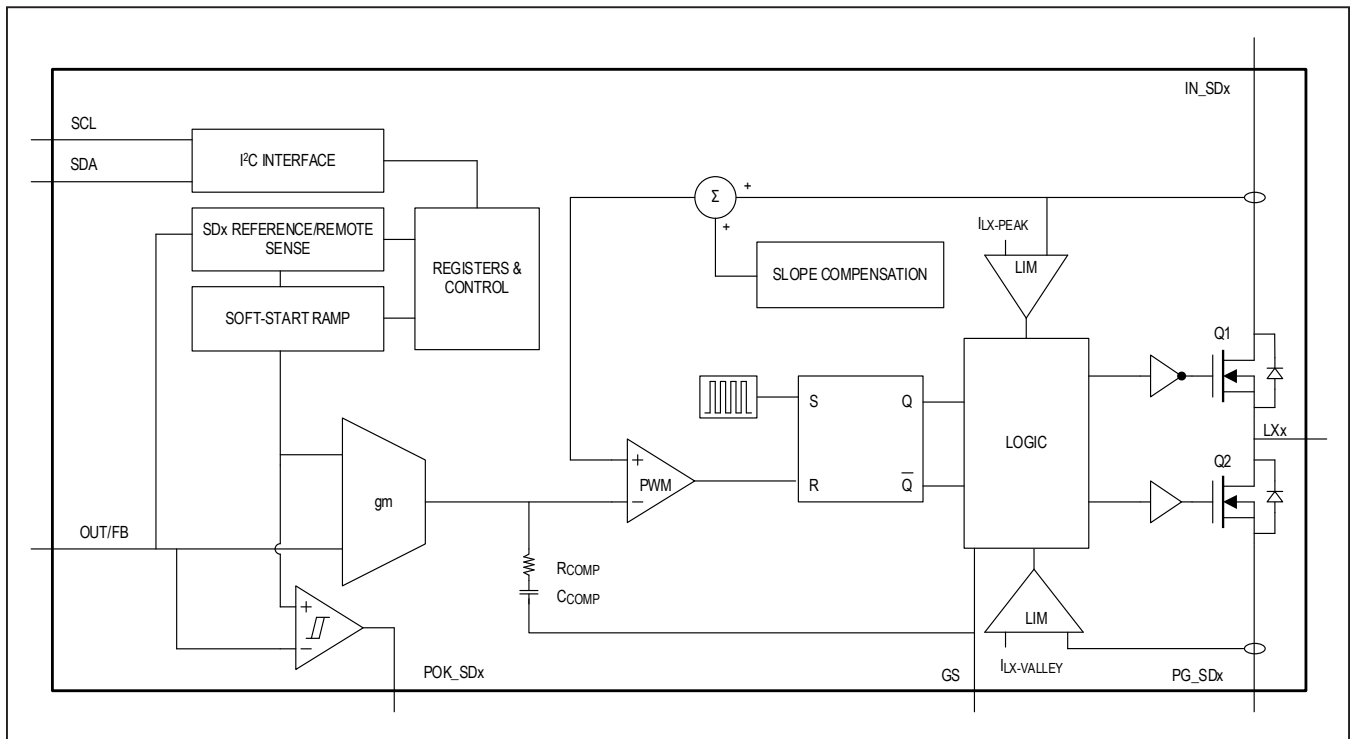 IN_SDx
SCL
SDA
I²C INTERFACE
SDx REFERENCE/REMOTE
SENSE
REGISTERS &
CONTROL
SOFT-START RAMP
Σ
+
+
SLOPE COMPENSATION
ILX-PEAK
LIM
Q1
S
Q
R
Q̅
LOGIC
LXx
Q2
+
PWM
−
gm
OUT/FB
RCOMP
CCOMP
+
−
LIM
ILX-VALLEY
POK_SDx
GS
PG_SDx